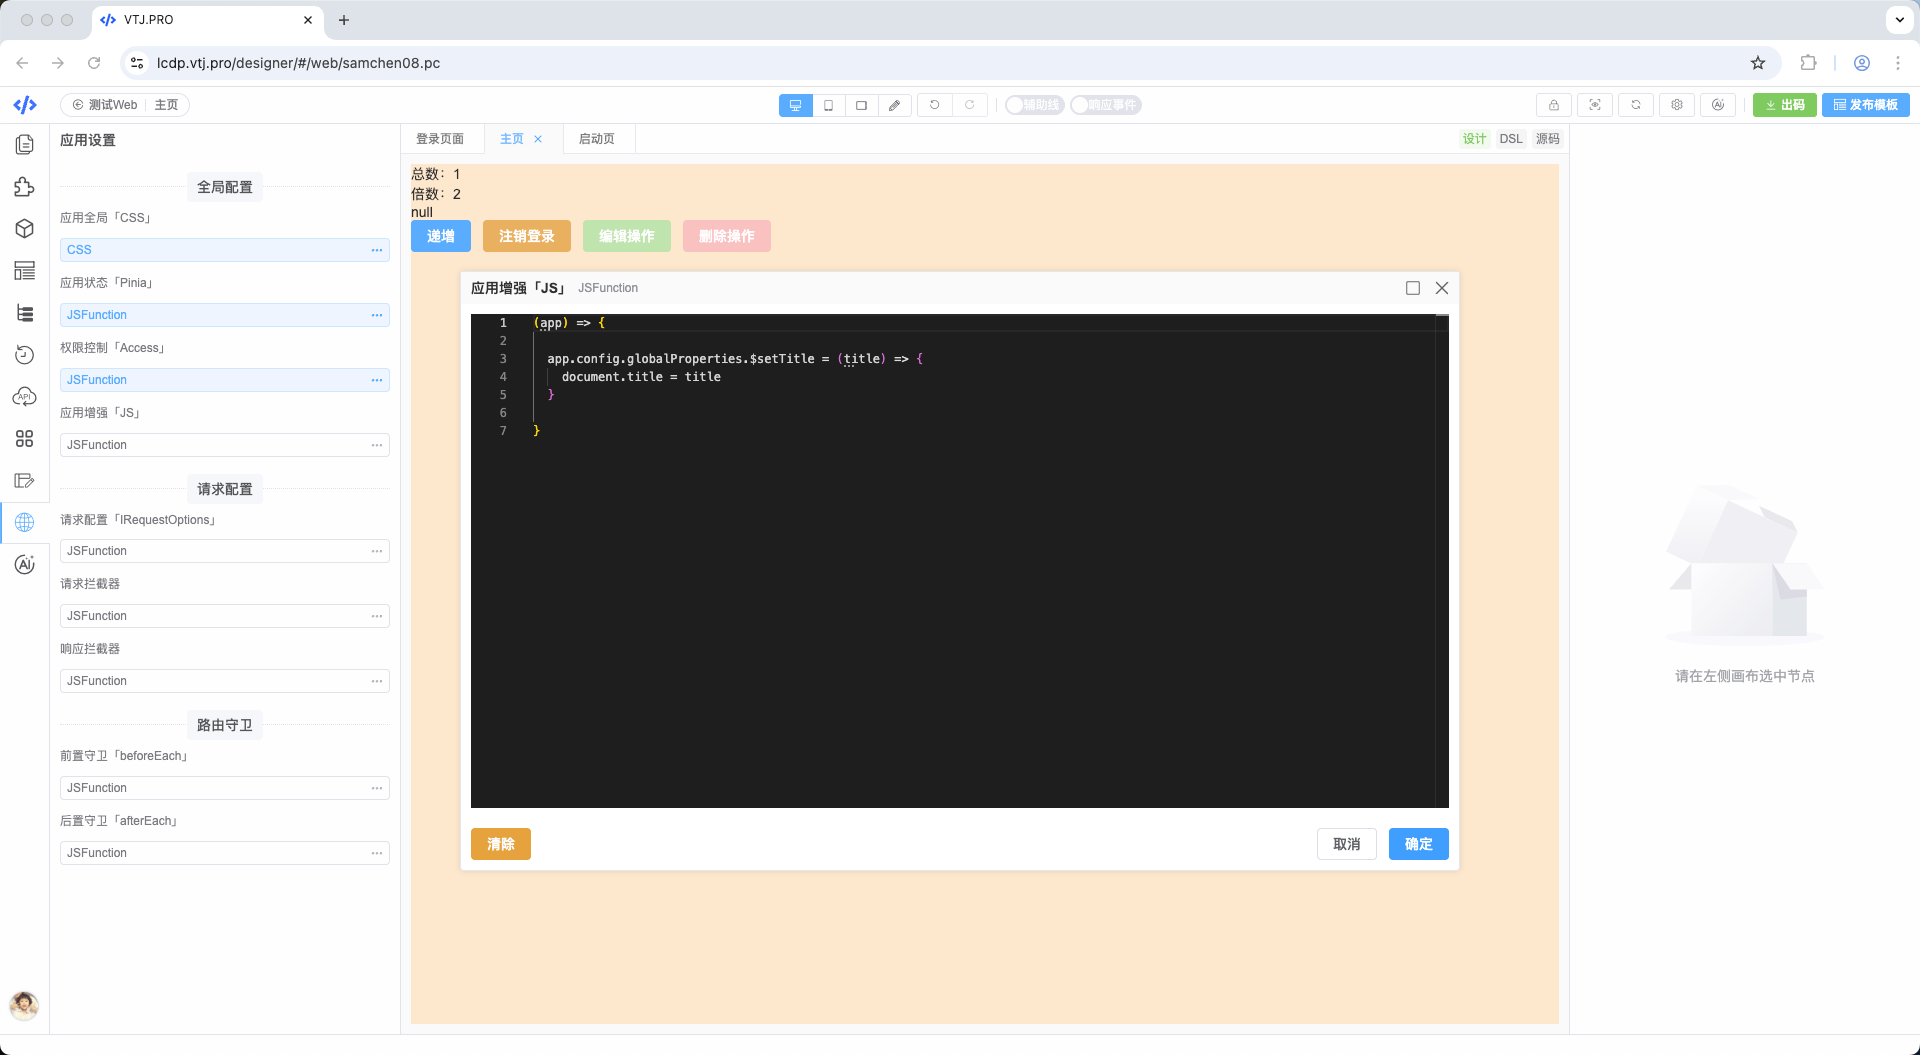 VTJ.PRO
lcdp.vtj.pro/designer/#/web/samchen08.pc
测试Web 主页
辅助线 响应事件
出码 发布模板
应用设置
全局配置
应用全局「CSS」
CSS
应用状态「Pinia」
JSFunction
权限控制「Access」
JSFunction
应用增强「JS」
JSFunction
请求配置
请求配置「IRequestOptions」
JSFunction
请求拦截器
JSFunction
响应拦截器
JSFunction
路由守卫
前置守卫「beforeEach」
JSFunction
后置守卫「afterEach」
JSFunction
API
AI
登录页面 主页 启动页
设计 DSL 源码
总数：1
倍数：2
null
递增 注销登录 编辑操作 删除操作
应用增强「JS」 JSFunction
1 (app) => {
2
3 app.config.globalProperties.$setTitle = (title) => {
4 document.title = title
5 }
6
7 }
清除 取消 确定
请在左侧画布选中节点